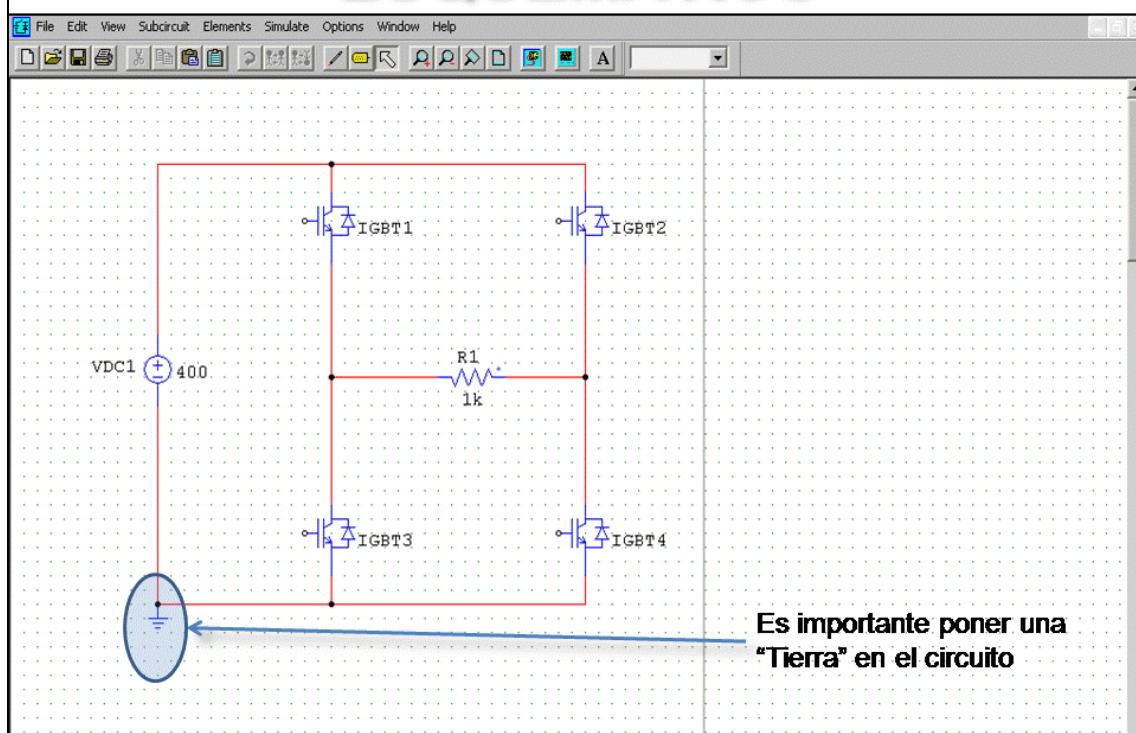 File Edit View Subcircuit Elements Simulate Options Window Help
A
IGBT1
IGBT2
VDC1
400
R1
1k
IGBT3
IGBT4
Es importante poner una
“Tierra” en el circuito